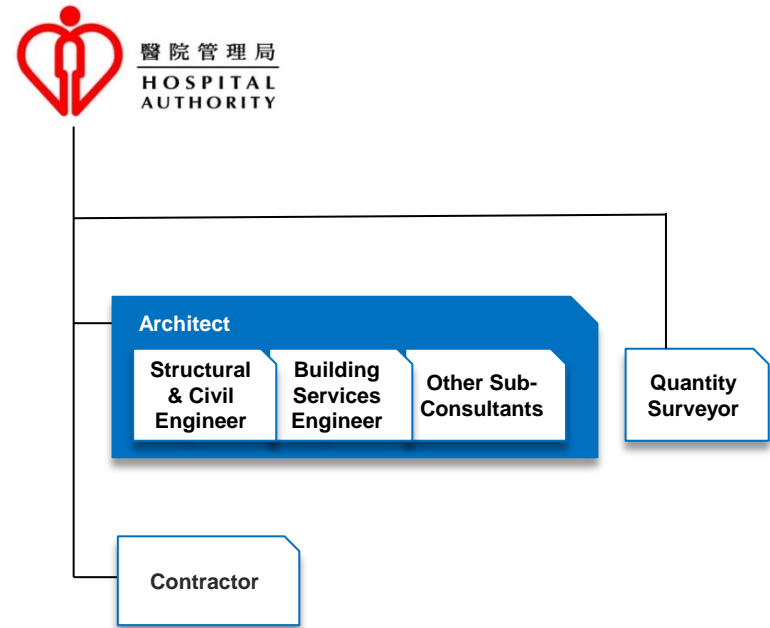 醫院管理局
HOSPITAL
AUTHORITY
Architect
Structural
& Civil
Engineer
Building
Services
Engineer
Other Sub-
Consultants
Quantity
Surveyor
Contractor